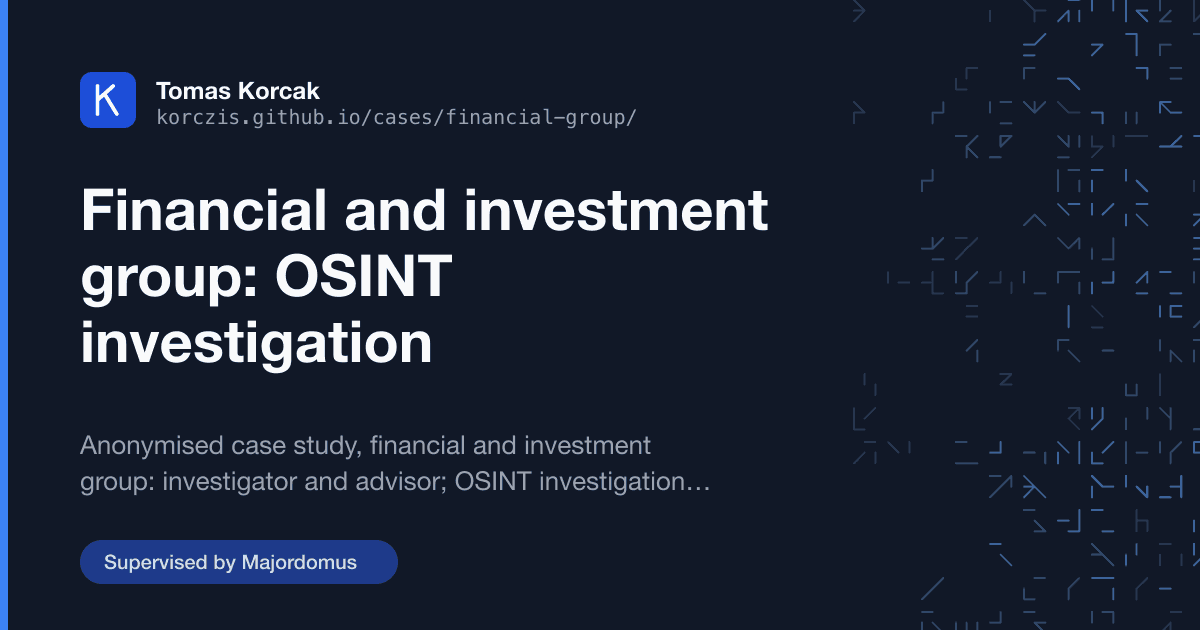 K
Tomas Korcak
korczis.github.io/cases/financial-group/
Financial and investment
group: OSINT
investigation
Anonymised case study, financial and investment
group: investigator and advisor; OSINT investigation…
Supervised by Majordomus